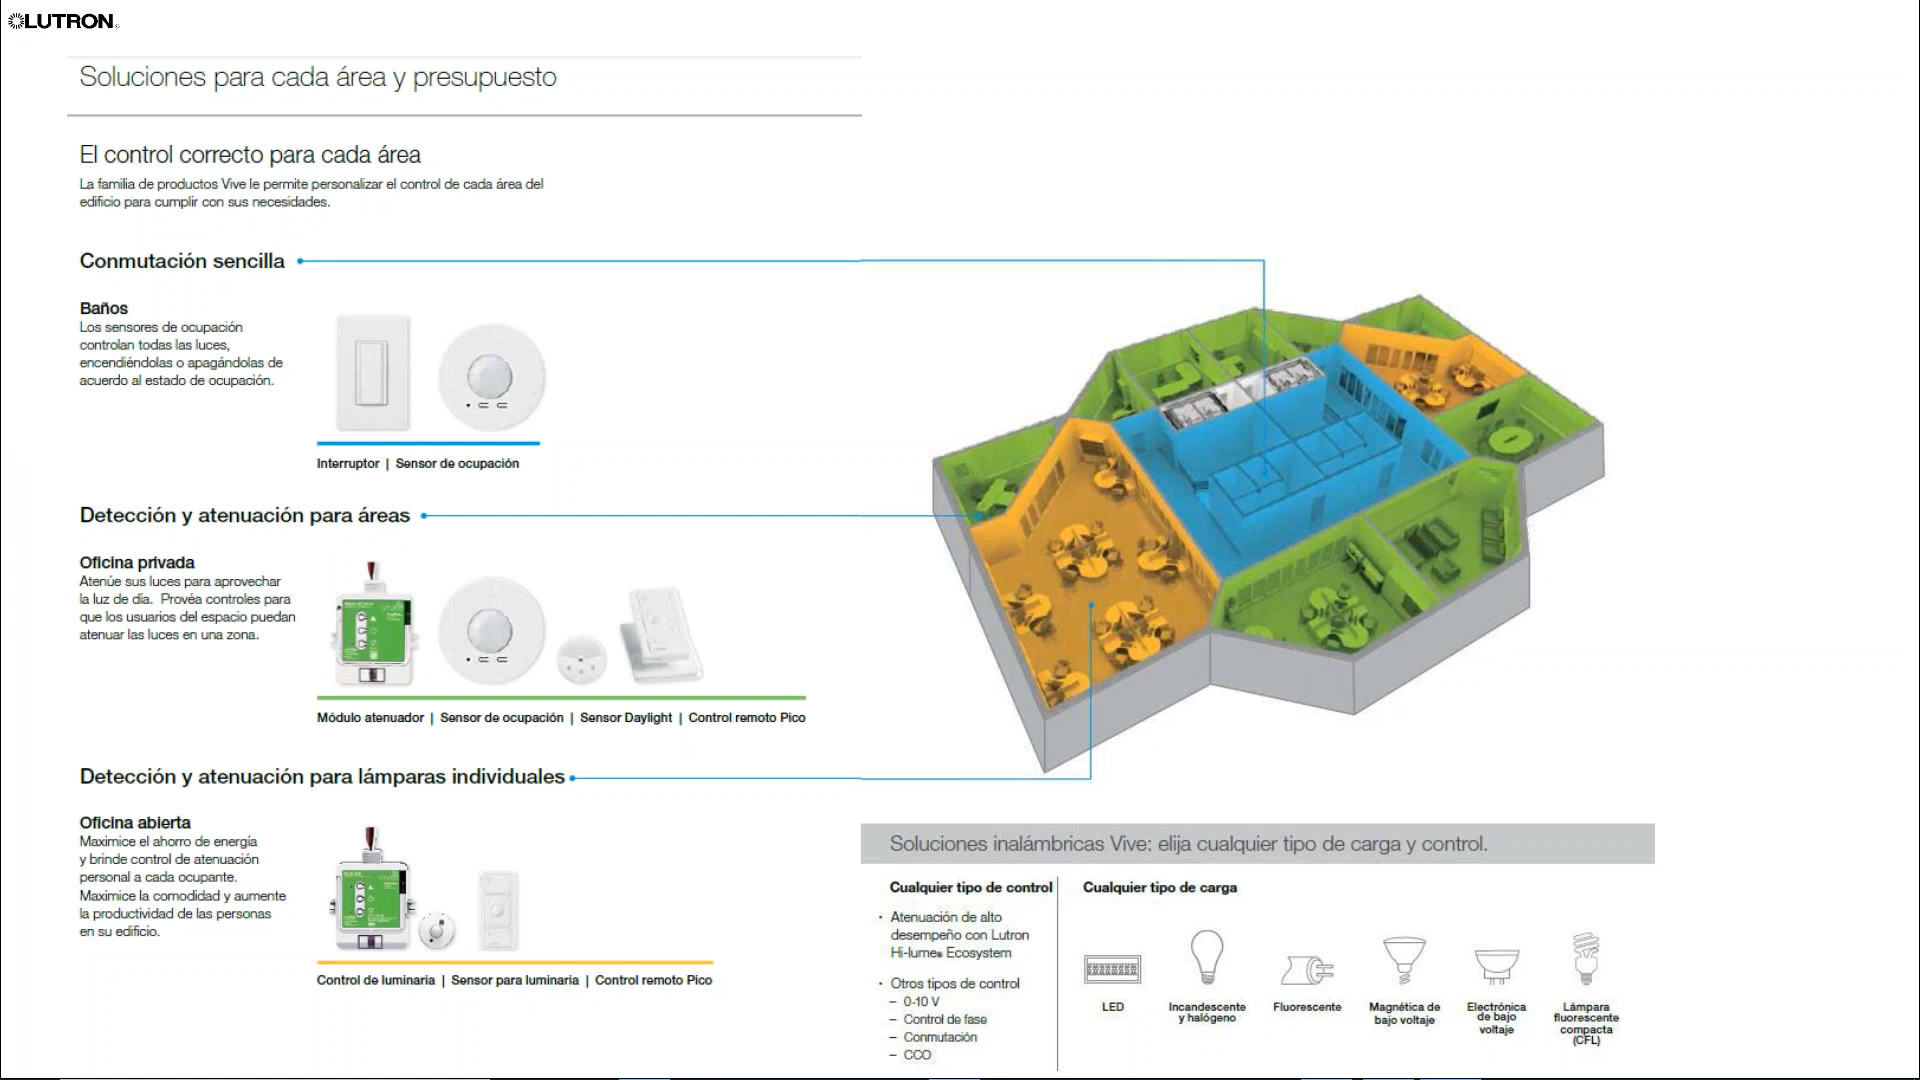 LUTRON
Soluciones para cada área y presupuesto
El control correcto para cada área
La familia de productos Vive le permite personalizar el control de cada área del
edificio para cumplir con sus necesidades.
Conmutación sencilla
Baños
Los sensores de ocupación
controlan todas las luces,
encendiéndolas o apagándolas de
acuerdo al estado de ocupación.
Interruptor | Sensor de ocupación
Detección y atenuación para áreas
Oficina privada
Atenúe sus luces para aprovechar
la luz de día. Provéa controles para
que los usuarios del espacio puedan
atenuar las luces en una zona.
Módulo atenuador | Sensor de ocupación | Sensor Daylight | Control remoto Pico
Detección y atenuación para lámparas individuales
Oficina abierta
Maximice el ahorro de energía
y brinde control de atenuación
personal a cada ocupante.
Maximice la comodidad y aumente
la productividad de las personas
en su edificio.
Control de luminaria | Sensor para luminaria | Control remoto Pico
Soluciones inalámbricas Vive: elija cualquier tipo de carga y control.
Cualquier tipo de control
• Atenuación de alto
desempeño con Lutron
Hi-lume® Ecosystem
• Otros tipos de control
– 0-10 V
– Control de fase
– Conmutación
– CCO
Cualquier tipo de carga
LED
Incandescente
y halógeno
Fluorescente
Magnética de
bajo voltaje
Electrónica
de bajo
voltaje
Lámpara
fluorescente
compacta
(CFL)